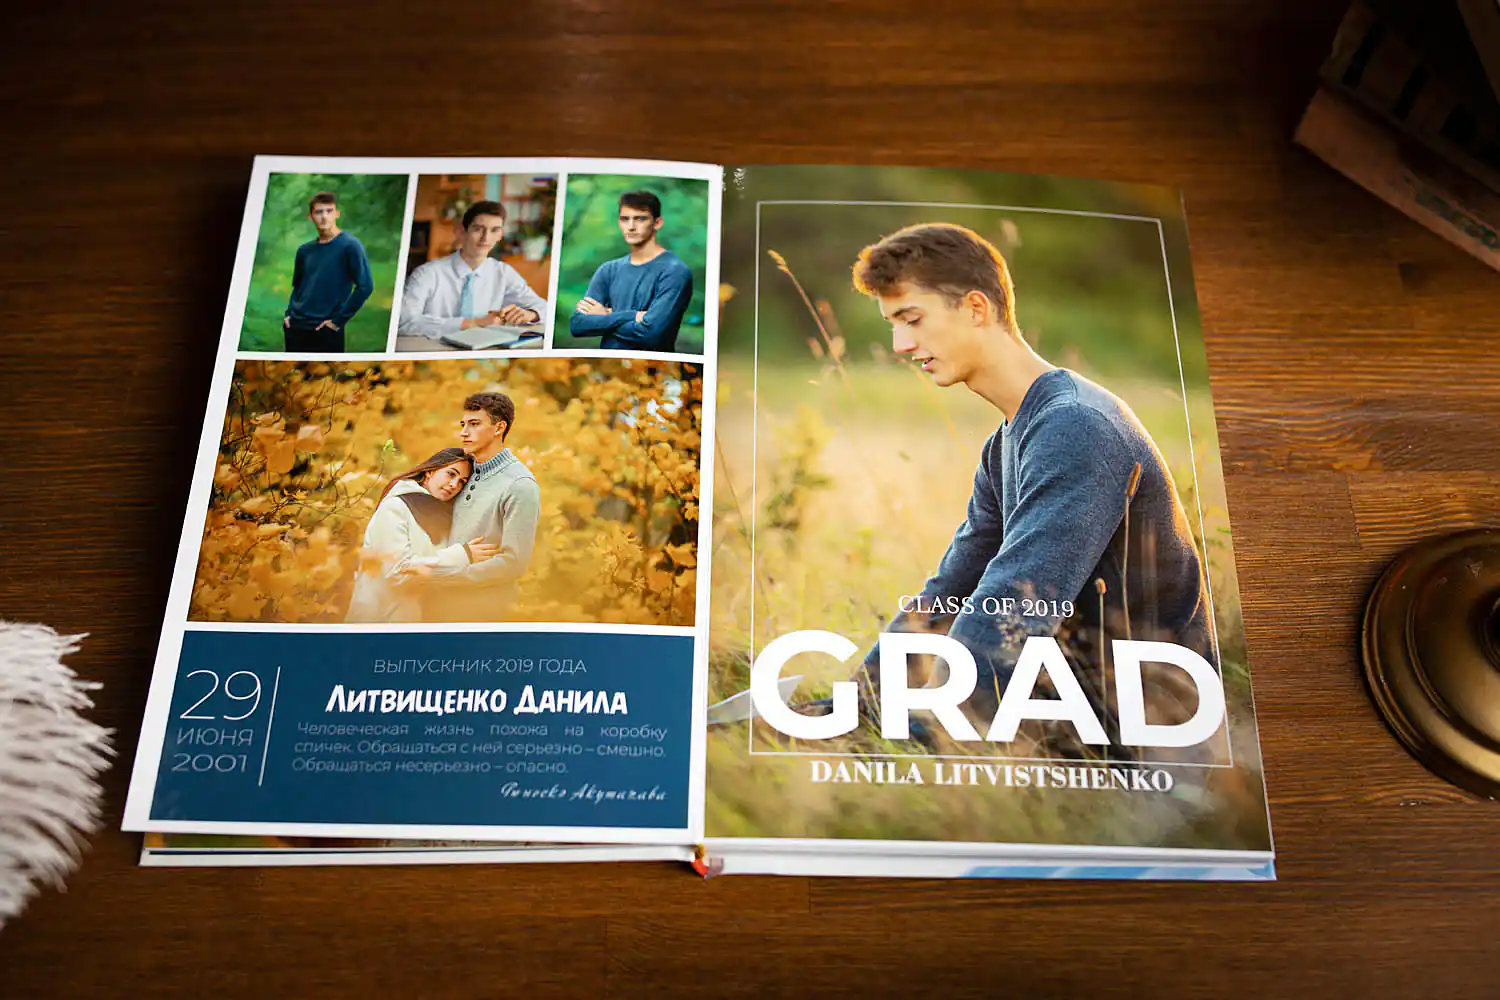 29
ИЮНЯ
2001
ВЫПУСКНИК 2019 ГОДА
Литвищенко Данила
Человеческая жизнь похожа на коробку
спичек. Обращаться с ней серьезно – смешно.
Обращаться несерьезно – опасно.
Рюноскэ Акутагава
CLASS OF 2019
GRAD
DANILA LITVISTSHENKO